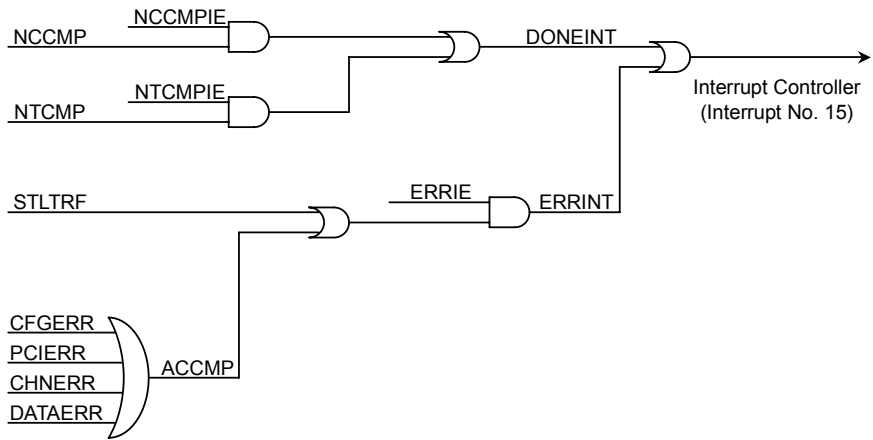 NCCMPIE
NCCMP
DONEINT
NTCMPIE
NTCMP
Interrupt Controller
(Interrupt No. 15)
STLTRF
ERRIE
ERRINT
CFGERR
PCIERR
ACCMP
CHNERR
DATAERR